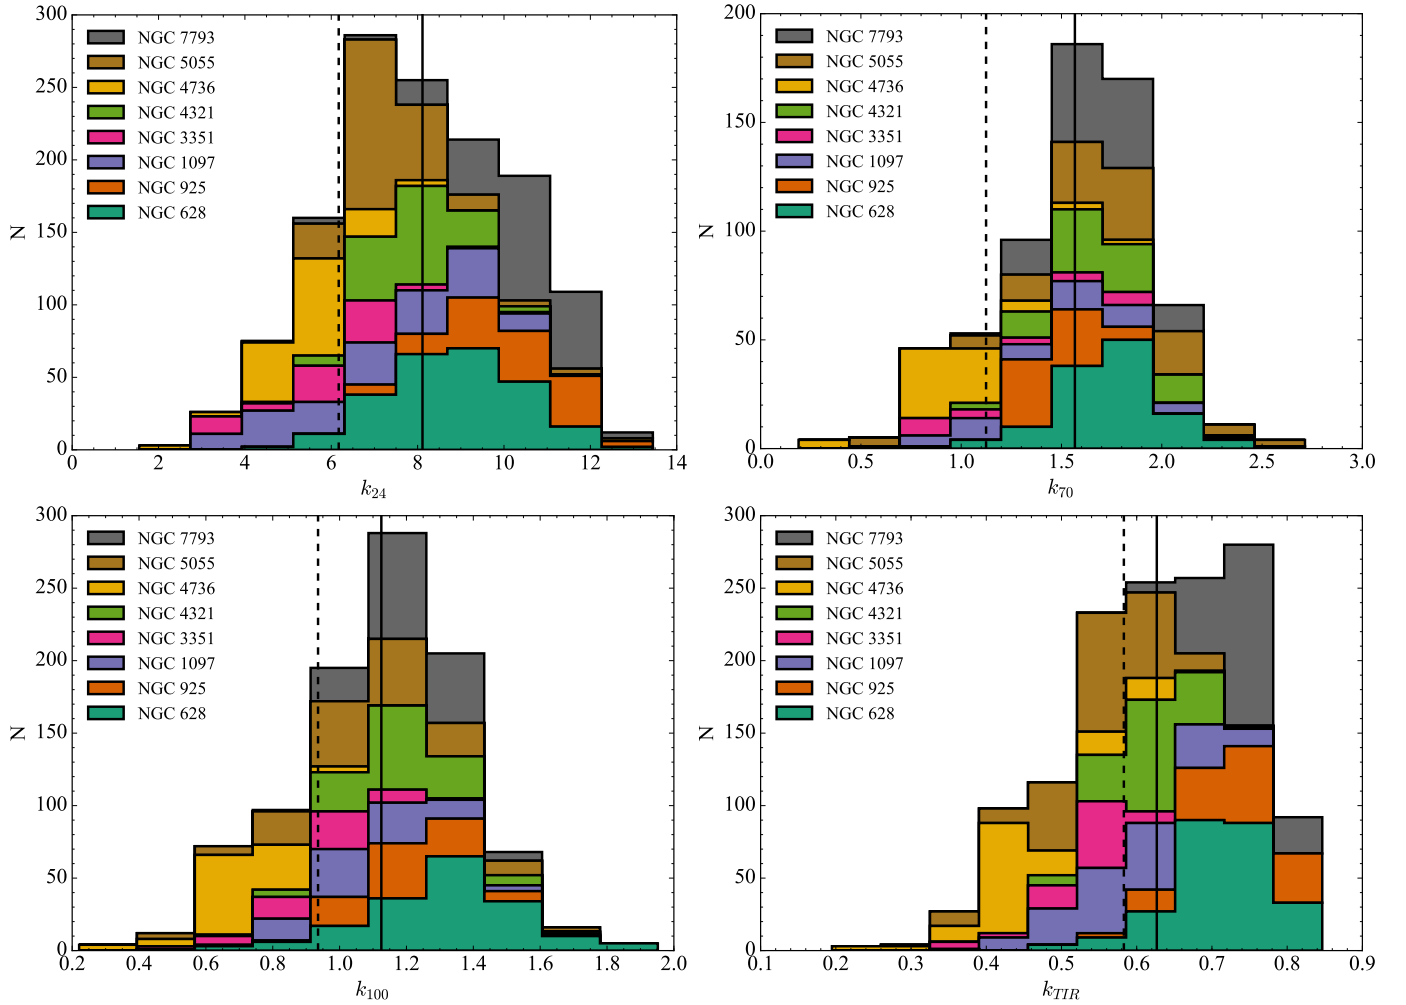 300
250
200
150
100
50
0
N
NGC 7793
NGC 5055
NGC 4736
NGC 4321
NGC 3351
NGC 1097
NGC 925
NGC 628
0 2 4 6 8 10 12 14
k24
200
150
100
50
0
N
NGC 7793
NGC 5055
NGC 4736
NGC 4321
NGC 3351
NGC 1097
NGC 925
NGC 628
0.0 0.5 1.0 1.5 2.0 2.5 3.0
k70
300
250
200
150
100
50
0
N
NGC 7793
NGC 5055
NGC 4736
NGC 4321
NGC 3351
NGC 1097
NGC 925
NGC 628
0.2 0.4 0.6 0.8 1.0 1.2 1.4 1.6 1.8 2.0
k100
300
250
200
150
100
50
0
N
NGC 7793
NGC 5055
NGC 4736
NGC 4321
NGC 3351
NGC 1097
NGC 925
NGC 628
0.1 0.2 0.3 0.4 0.5 0.6 0.7 0.8 0.9
kTIR